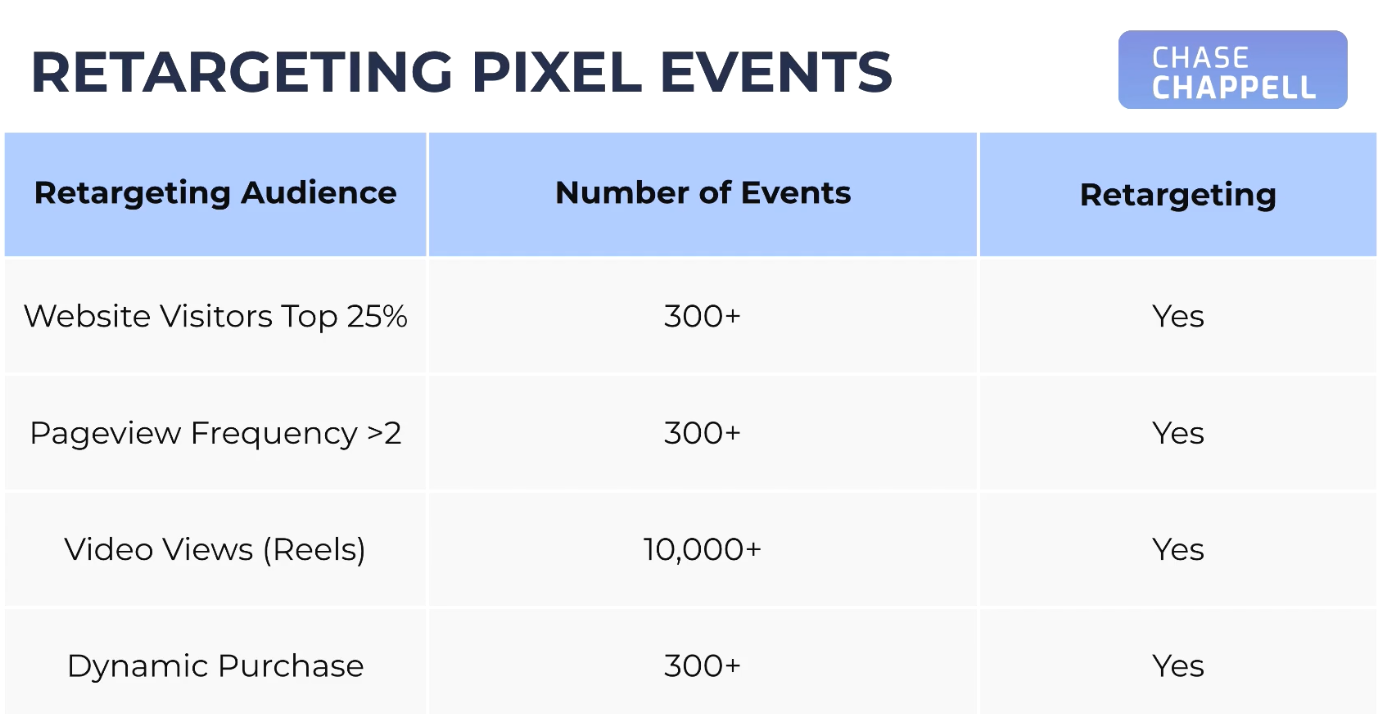 RETARGETING PIXEL EVENTS
CHASE
CHAPPELL
Retargeting Audience Number of Events Retargeting
Website Visitors Top 25% 300+ Yes
Pageview Frequency >2 300+ Yes
Video Views (Reels) 10,000+ Yes
Dynamic Purchase 300+ Yes